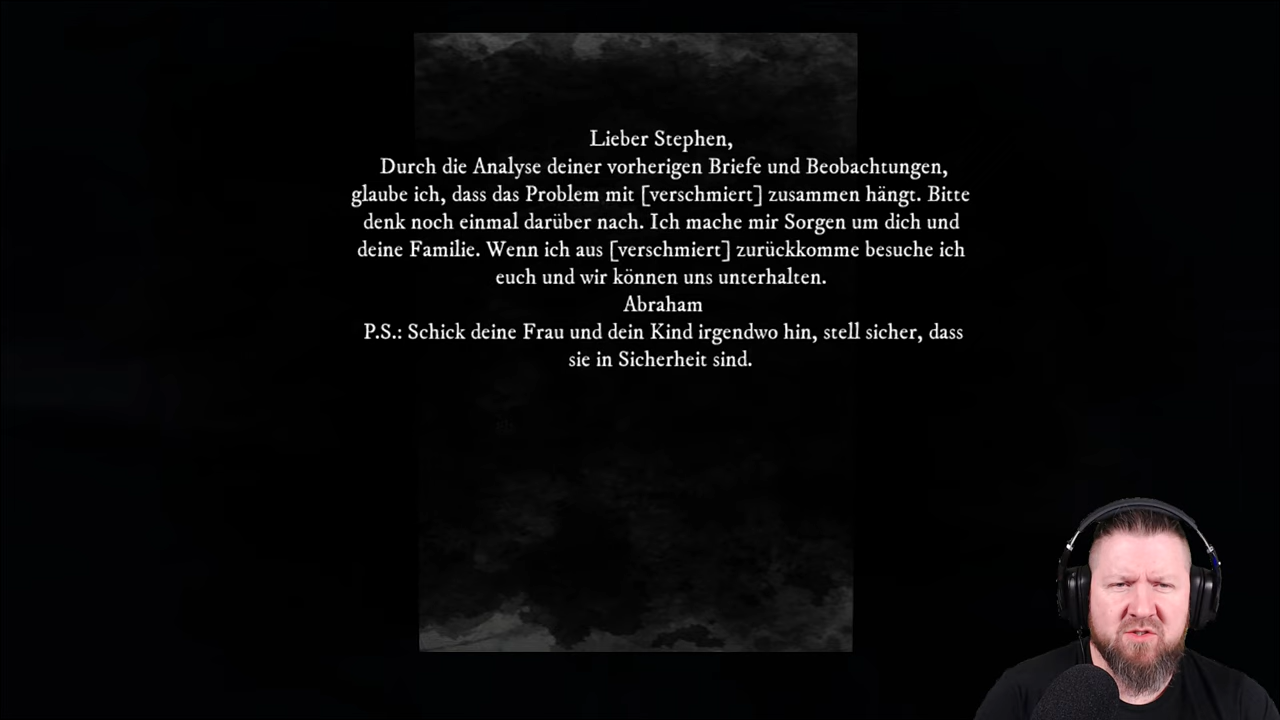 Lieber Stephen,
Durch die Analyse deiner vorherigen Briefe und Beobachtungen,
glaube ich, dass das Problem mit [verschmiert] zusammen hängt. Bitte
denk noch einmal darüber nach. Ich mache mir Sorgen um dich und
deine Familie. Wenn ich aus [verschmiert] zurückkomme besuche ich
euch und wir können uns unterhalten.
Abraham
P.S.: Schick deine Frau und dein Kind irgendwo hin, stell sicher, dass
sie in Sicherheit sind.